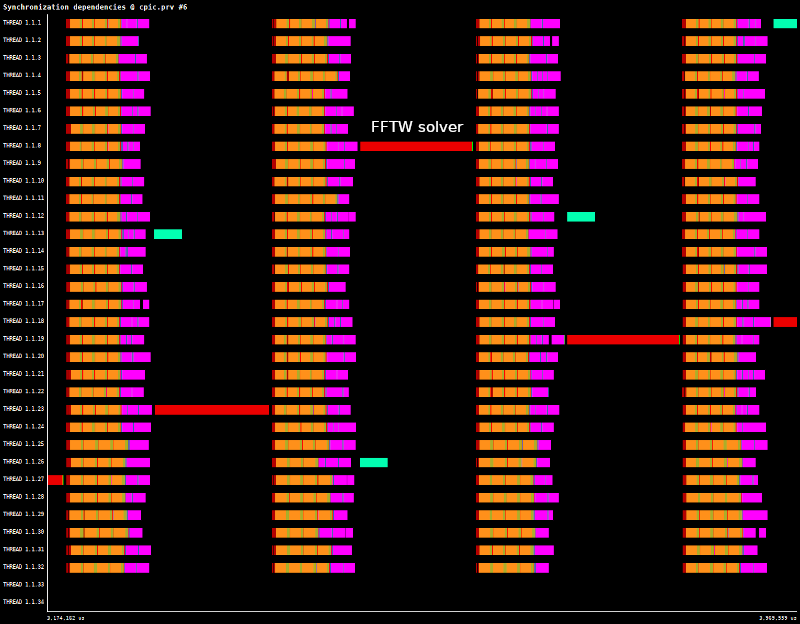 Synchronization dependencies @ cpic.prv #6
THREAD 1.1.1
THREAD 1.1.2
THREAD 1.1.3
THREAD 1.1.4
THREAD 1.1.5
THREAD 1.1.6
THREAD 1.1.7
FFTW solver
THREAD 1.1.8
THREAD 1.1.9
THREAD 1.1.10
THREAD 1.1.11
THREAD 1.1.12
THREAD 1.1.13
THREAD 1.1.14
THREAD 1.1.15
THREAD 1.1.16
THREAD 1.1.17
THREAD 1.1.18
THREAD 1.1.19
THREAD 1.1.20
THREAD 1.1.21
THREAD 1.1.22
THREAD 1.1.23
THREAD 1.1.24
THREAD 1.1.25
THREAD 1.1.26
THREAD 1.1.27
THREAD 1.1.28
THREAD 1.1.29
THREAD 1.1.30
THREAD 1.1.31
THREAD 1.1.32
THREAD 1.1.33
THREAD 1.1.34
us
us